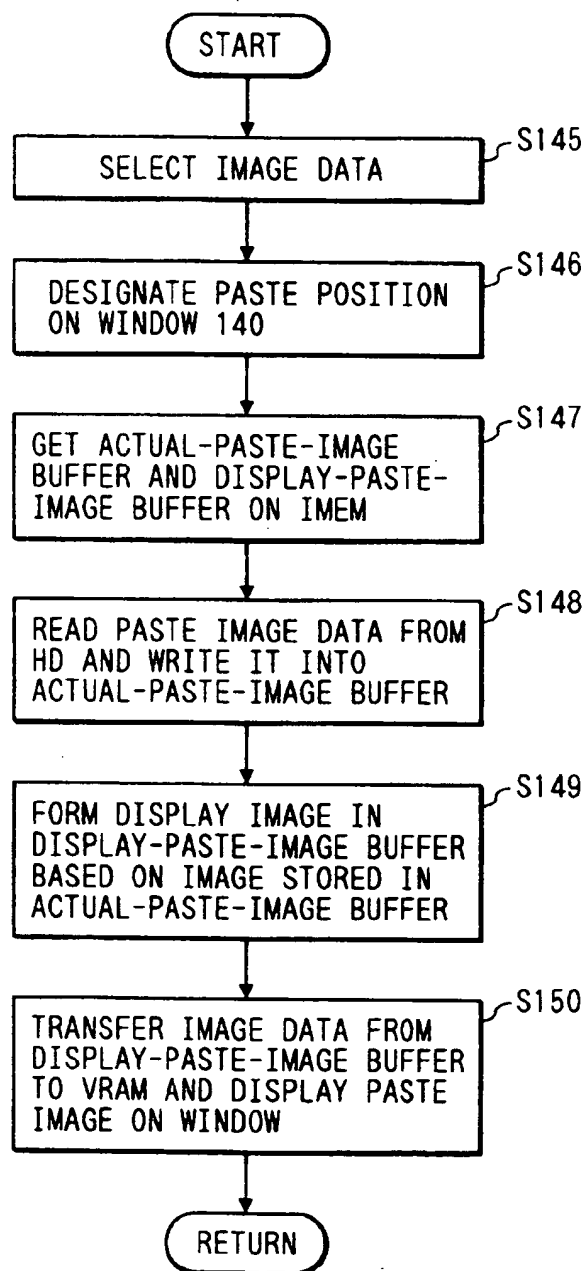 START
S145
SELECT IMAGE DATA
S146
DESIGNATE PASTE POSITION
ON WINDOW 140
S147
GET ACTUAL-PASTE-IMAGE
BUFFER AND DISPLAY-PASTE-
IMAGE BUFFER ON IMEM
S148
READ PASTE IMAGE DATA FROM
HD AND WRITE IT INTO
ACTUAL-PASTE-IMAGE BUFFER
S149
FORM DISPLAY IMAGE IN
DISPLAY-PASTE-IMAGE BUFFER
BASED ON IMAGE STORED IN
ACTUAL-PASTE-IMAGE BUFFER
S150
TRANSFER IMAGE DATA FROM
DISPLAY-PASTE-IMAGE BUFFER
TO VRAM AND DISPLAY PASTE
IMAGE ON WINDOW
RETURN